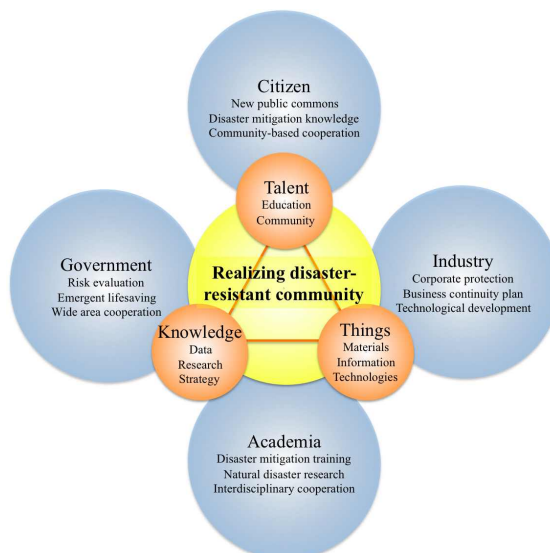 Citizen
New public commons
Disaster mitigation knowledge
Community-based cooperation
Talent
Education
Community
Government
Risk evaluation
Emergent lifesaving
Wide area cooperation
Realizing disaster-
resistant community
Industry
Corporate protection
Business continuity plan
Technological development
Knowledge
Data
Research
Strategy
Things
Materials
Information
Technologies
Academia
Disaster mitigation training
Natural disaster research
Interdisciplinary cooperation